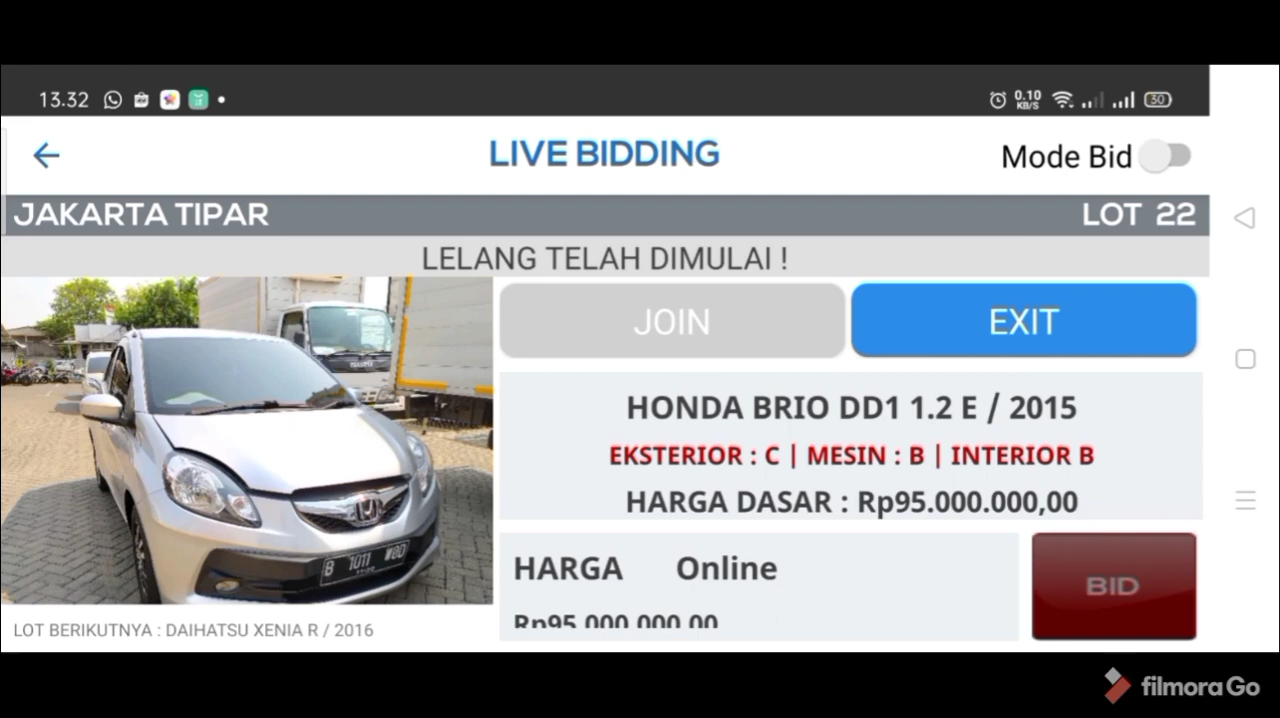 13.32
0.10
KB/S
30
LIVE BIDDING
Mode Bid
JAKARTA TIPAR
LOT 22
LELANG TELAH DIMULAI !
JOIN
EXIT
HONDA BRIO DD1 1.2 E / 2015
EKSTERIOR : C | MESIN : B | INTERIOR B
HARGA DASAR : Rp95.000.000,00
HARGA Online
Rp95.000.000,00
BID
B 1011 WOD
LOT BERIKUTNYA : DAIHATSU XENIA R / 2016
filmoraGo